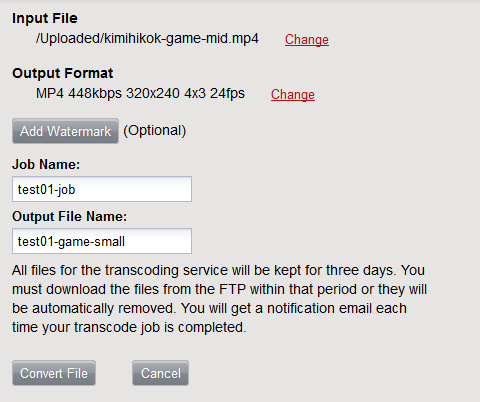 Input File
/Uploaded/kimihikok-game-mid.mp4 Change
Output Format
MP4 448kbps 320x240 4x3 24fps Change
Add Watermark (Optional)
Job Name:
test01-job
Output File Name:
test01-game-small
All files for the transcoding service will be kept for three days. You
must download the files from the FTP within that period or they will
be automatically removed. You will get a notification email each
time your transcode job is completed.
Convert File Cancel